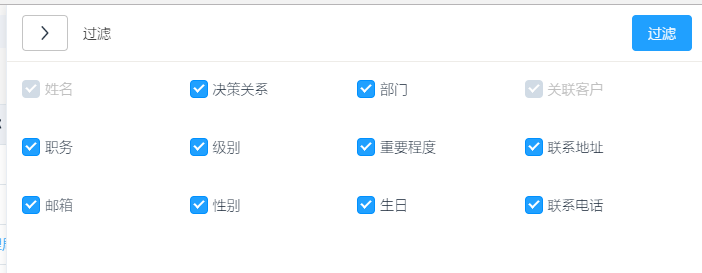 过滤 过滤
姓名 决策关系 部门 关联客户
职务 级别 重要程度 联系地址
邮箱 性别 生日 联系电话